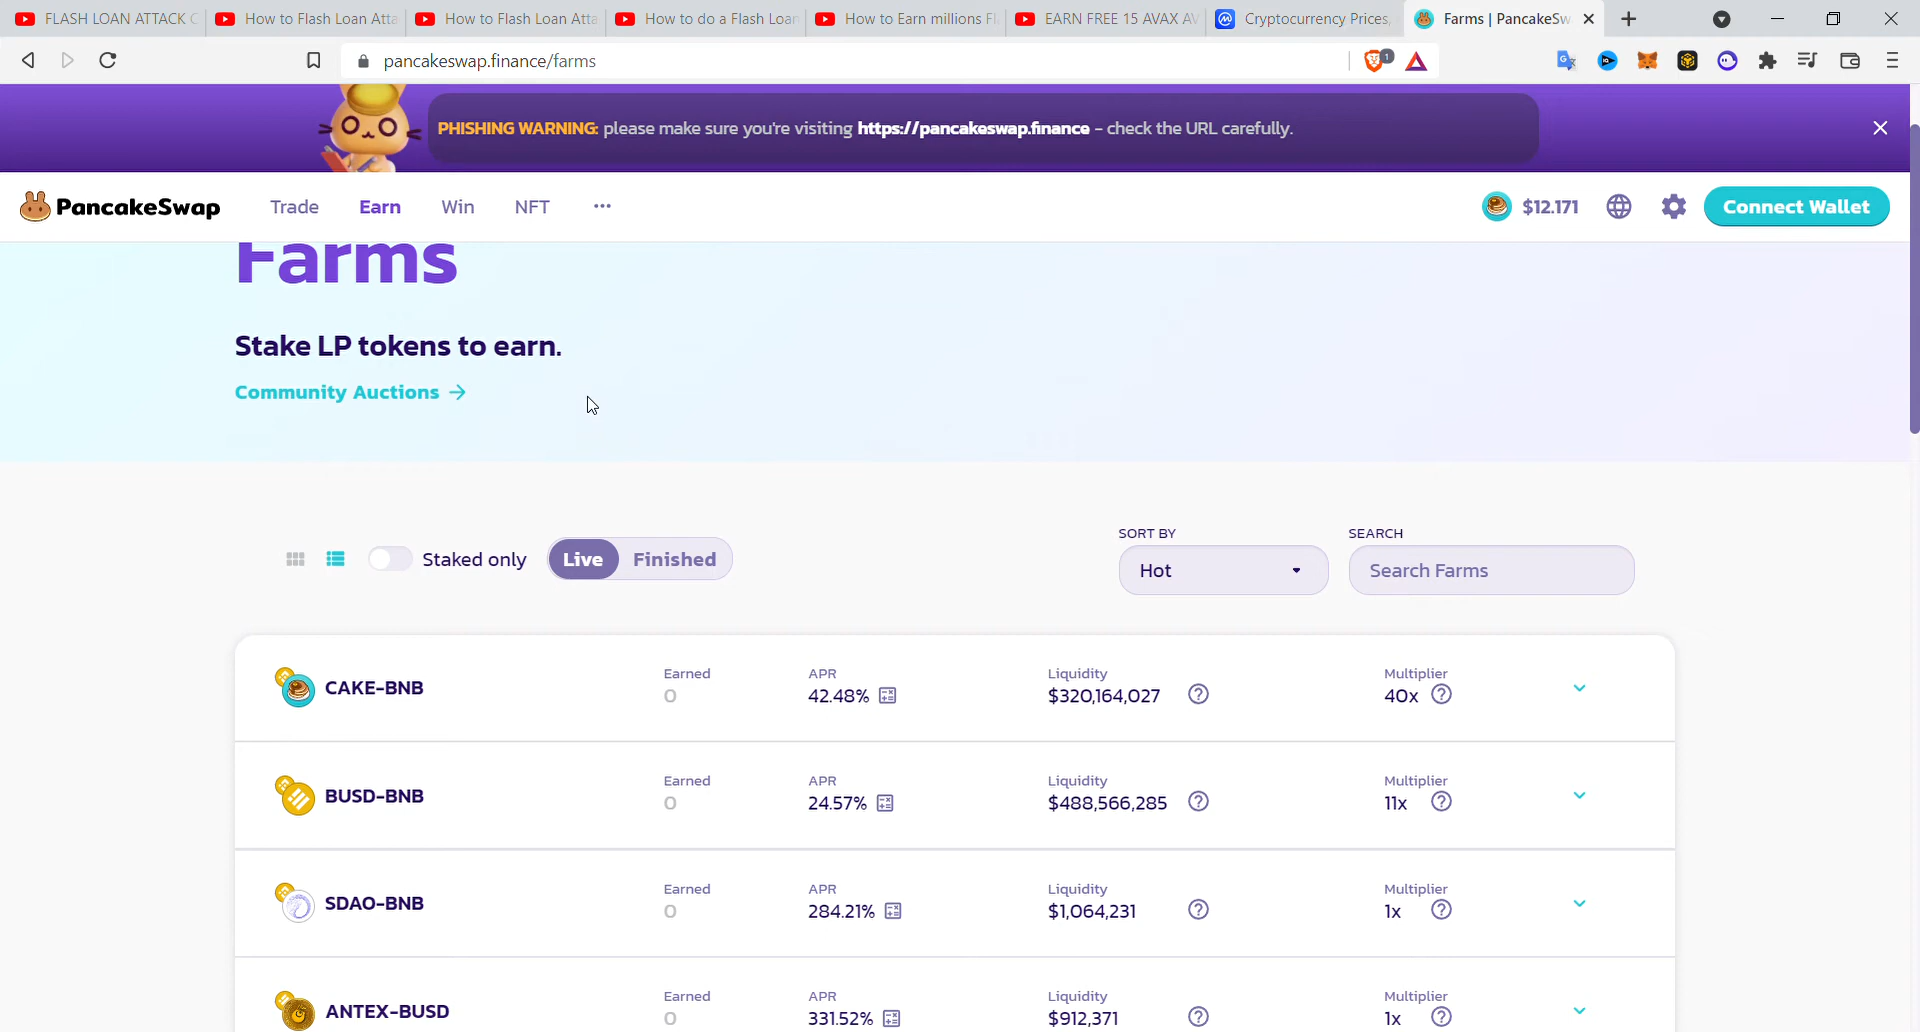 FLASH LOAN ATTACK C
How to Flash Loan Atta
How to Flash Loan Atta
How to do a Flash Loan
How to Earn millions Fl
EARN FREE 15 AVAX AV
Cryptocurrency Prices,
Farms | PancakeSw
pancakeswap.finance/farms
1
PHISHING WARNING: please make sure you're visiting https://pancakeswap.finance - check the URL carefully.
PancakeSwap
Trade
Earn
Win
NFT
$12.171
Connect Wallet
Farms
Stake LP tokens to earn.
Community Auctions
Staked only
Live
Finished
SORT BY
Hot
SEARCH
Search Farms
CAKE-BNB
Earned
0
APR
42.48%
Liquidity
$320,164,027
Multiplier
40x
BUSD-BNB
Earned
0
APR
24.57%
Liquidity
$488,566,285
Multiplier
11x
SDAO-BNB
Earned
0
APR
284.21%
Liquidity
$1,064,231
Multiplier
1x
ANTEX-BUSD
Earned
0
APR
331.52%
Liquidity
$912,371
Multiplier
1x